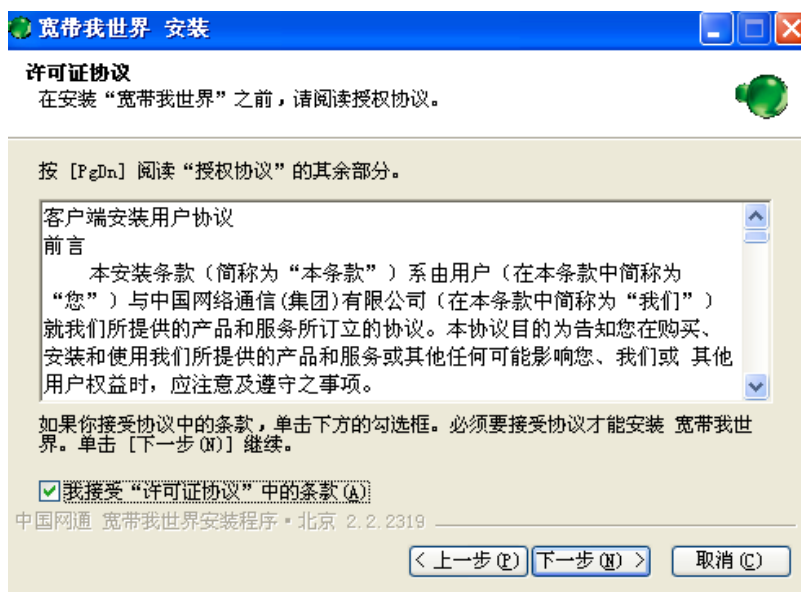 宽带我世界 安装
许可证协议
在安装“宽带我世界”之前，请阅读授权协议。
按 [PgDn] 阅读“授权协议”的其余部分。
客户端安装用户协议
前言
本安装条款（简称为“本条款”）系由用户（在本条款中简称为
“您”）与中国网络通信(集团)有限公司（在本条款中简称为“我们”）
就我们所提供的产品和服务所订立的协议。本协议目的为告知您在购买、
安装和使用我们所提供的产品和服务或其他任何可能影响您、我们或 其他
用户权益时，应注意及遵守之事项。
如果你接受协议中的条款，单击下方的勾选框。必须要接受协议才能安装 宽带我世
界。单击 [下一步(N)] 继续。
我接受“许可证协议”中的条款(A)
中国网通 宽带我世界安装程序·北京 2.2.2319
< 上一步(P) 下一步(N) > 取消(C)